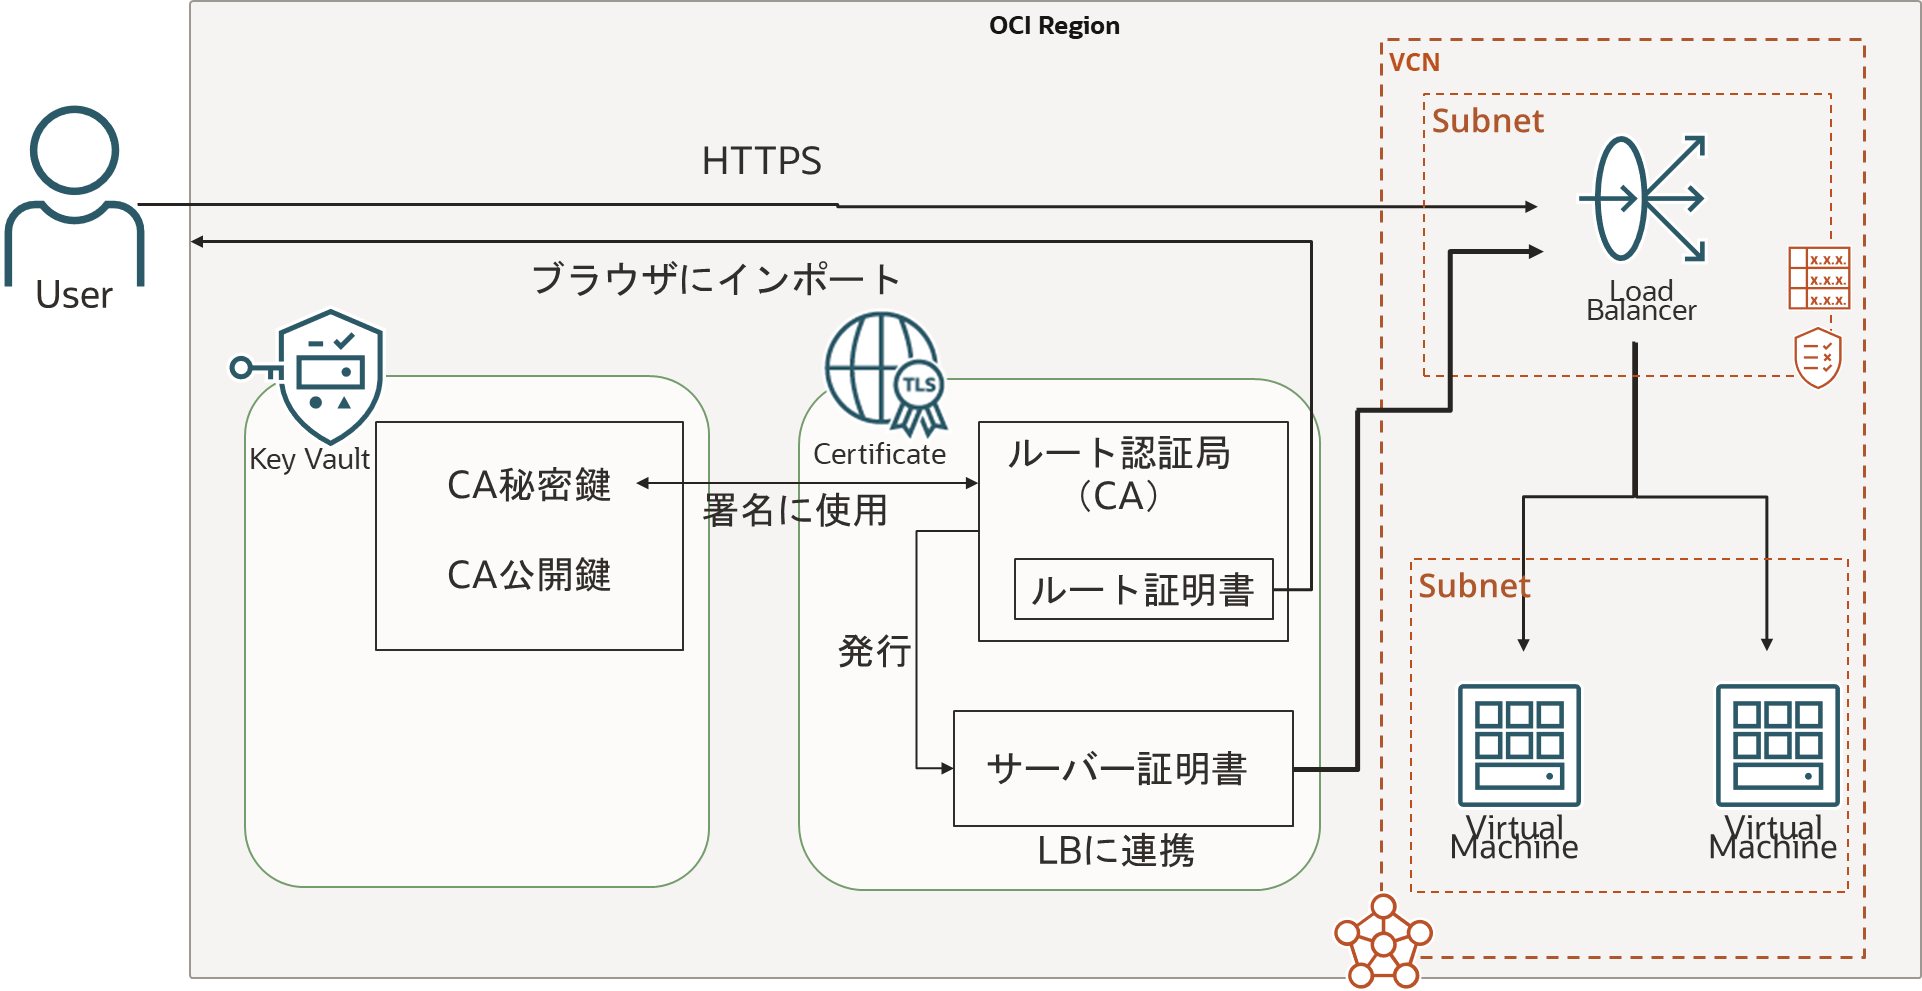 OCI Region
VCN
Subnet
HTTPS
User
ブラウザにインポート
x.x.x.
x.x.x.
x.x.x.
Load
Balancer
TLS
Key Vault
Certificate
CA秘密鍵
署名に使用
ルート認証局
（CA）
CA公開鍵
ルート証明書
Subnet
発行
サーバー証明書
LBに連携
Virtual
Machine
Virtual
Machine